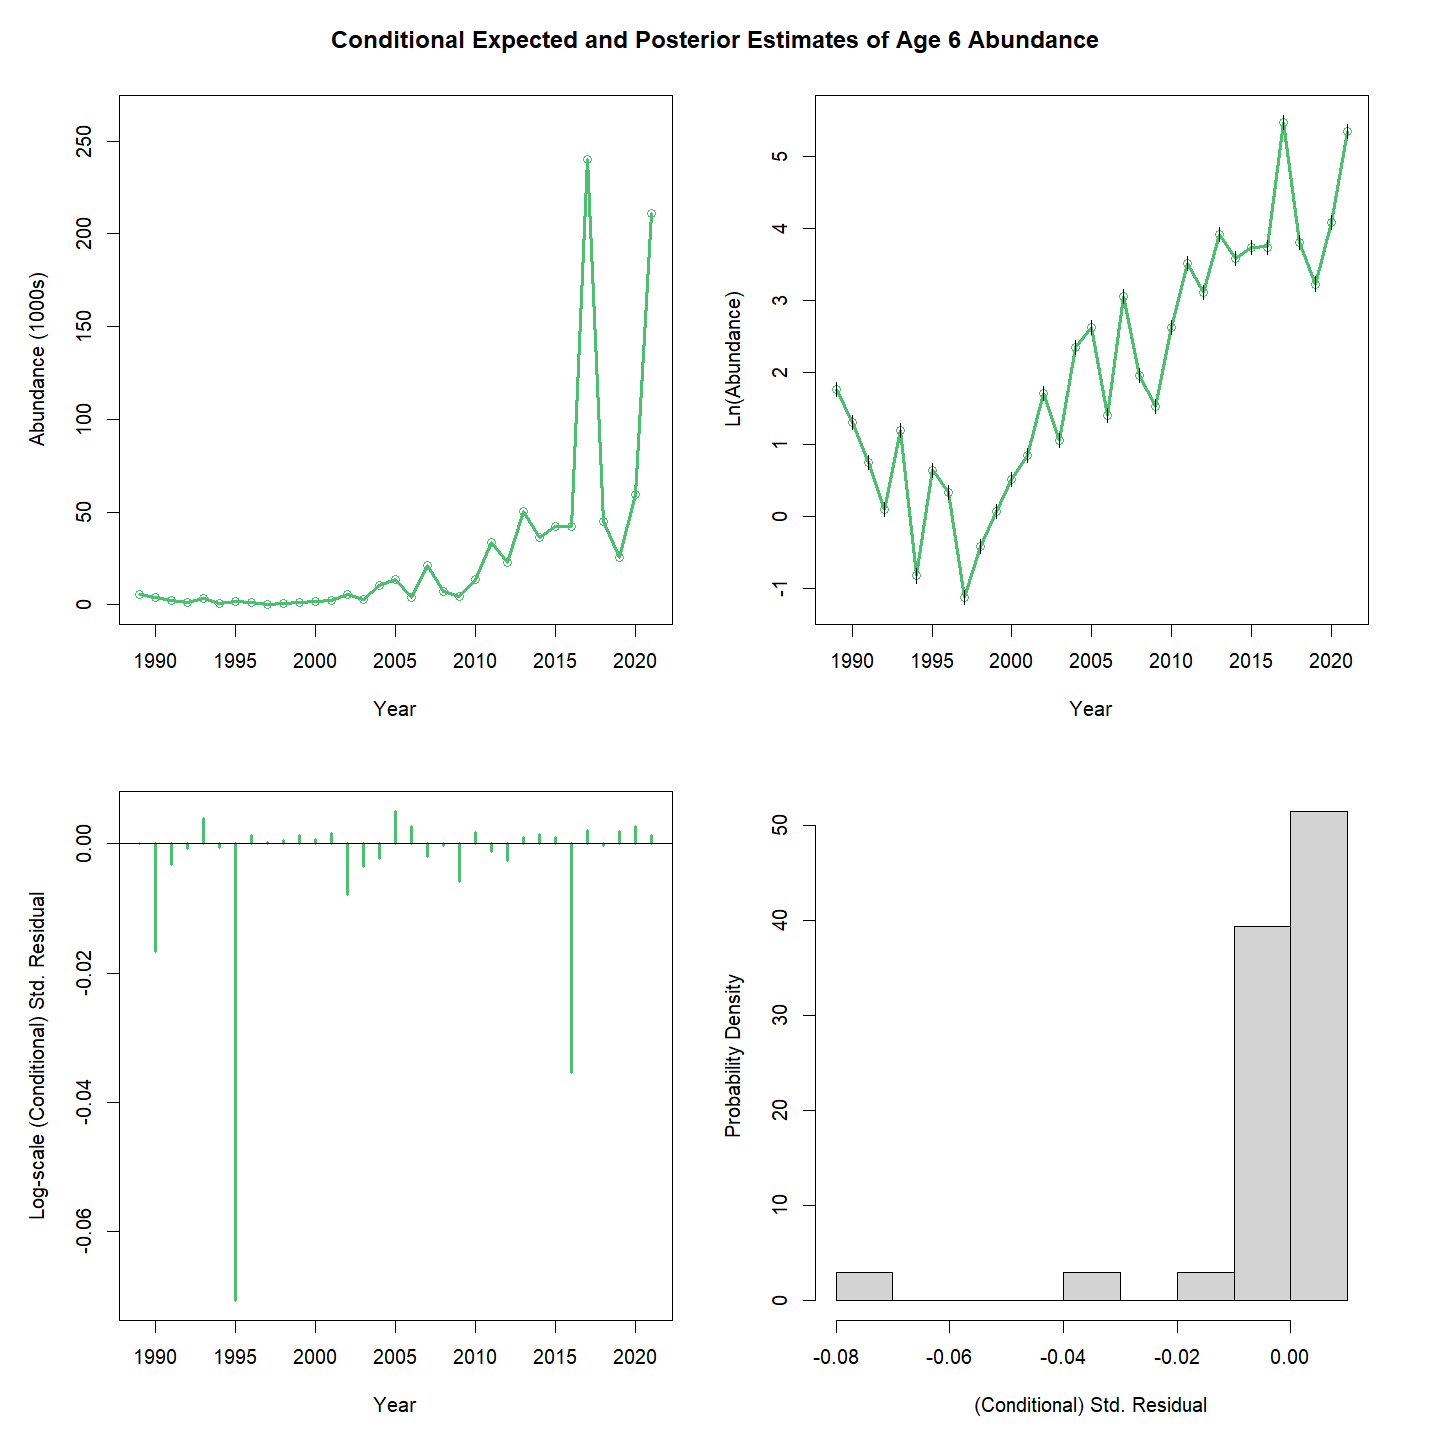 Conditional Expected and Posterior Estimates of Age 6 Abundance
Abundance (1000s)
250
200
150
100
50
0
1990 1995 2000 2005 2010 2015 2020
Year
Ln(Abundance)
5
4
3
2
1
0
-1
1990 1995 2000 2005 2010 2015 2020
Year
Log-scale (Conditional) Std. Residual
0.00
-0.02
-0.04
-0.06
1990 1995 2000 2005 2010 2015 2020
Year
Probability Density
50
40
30
20
10
0
-0.08 -0.06 -0.04 -0.02 0.00
(Conditional) Std. Residual